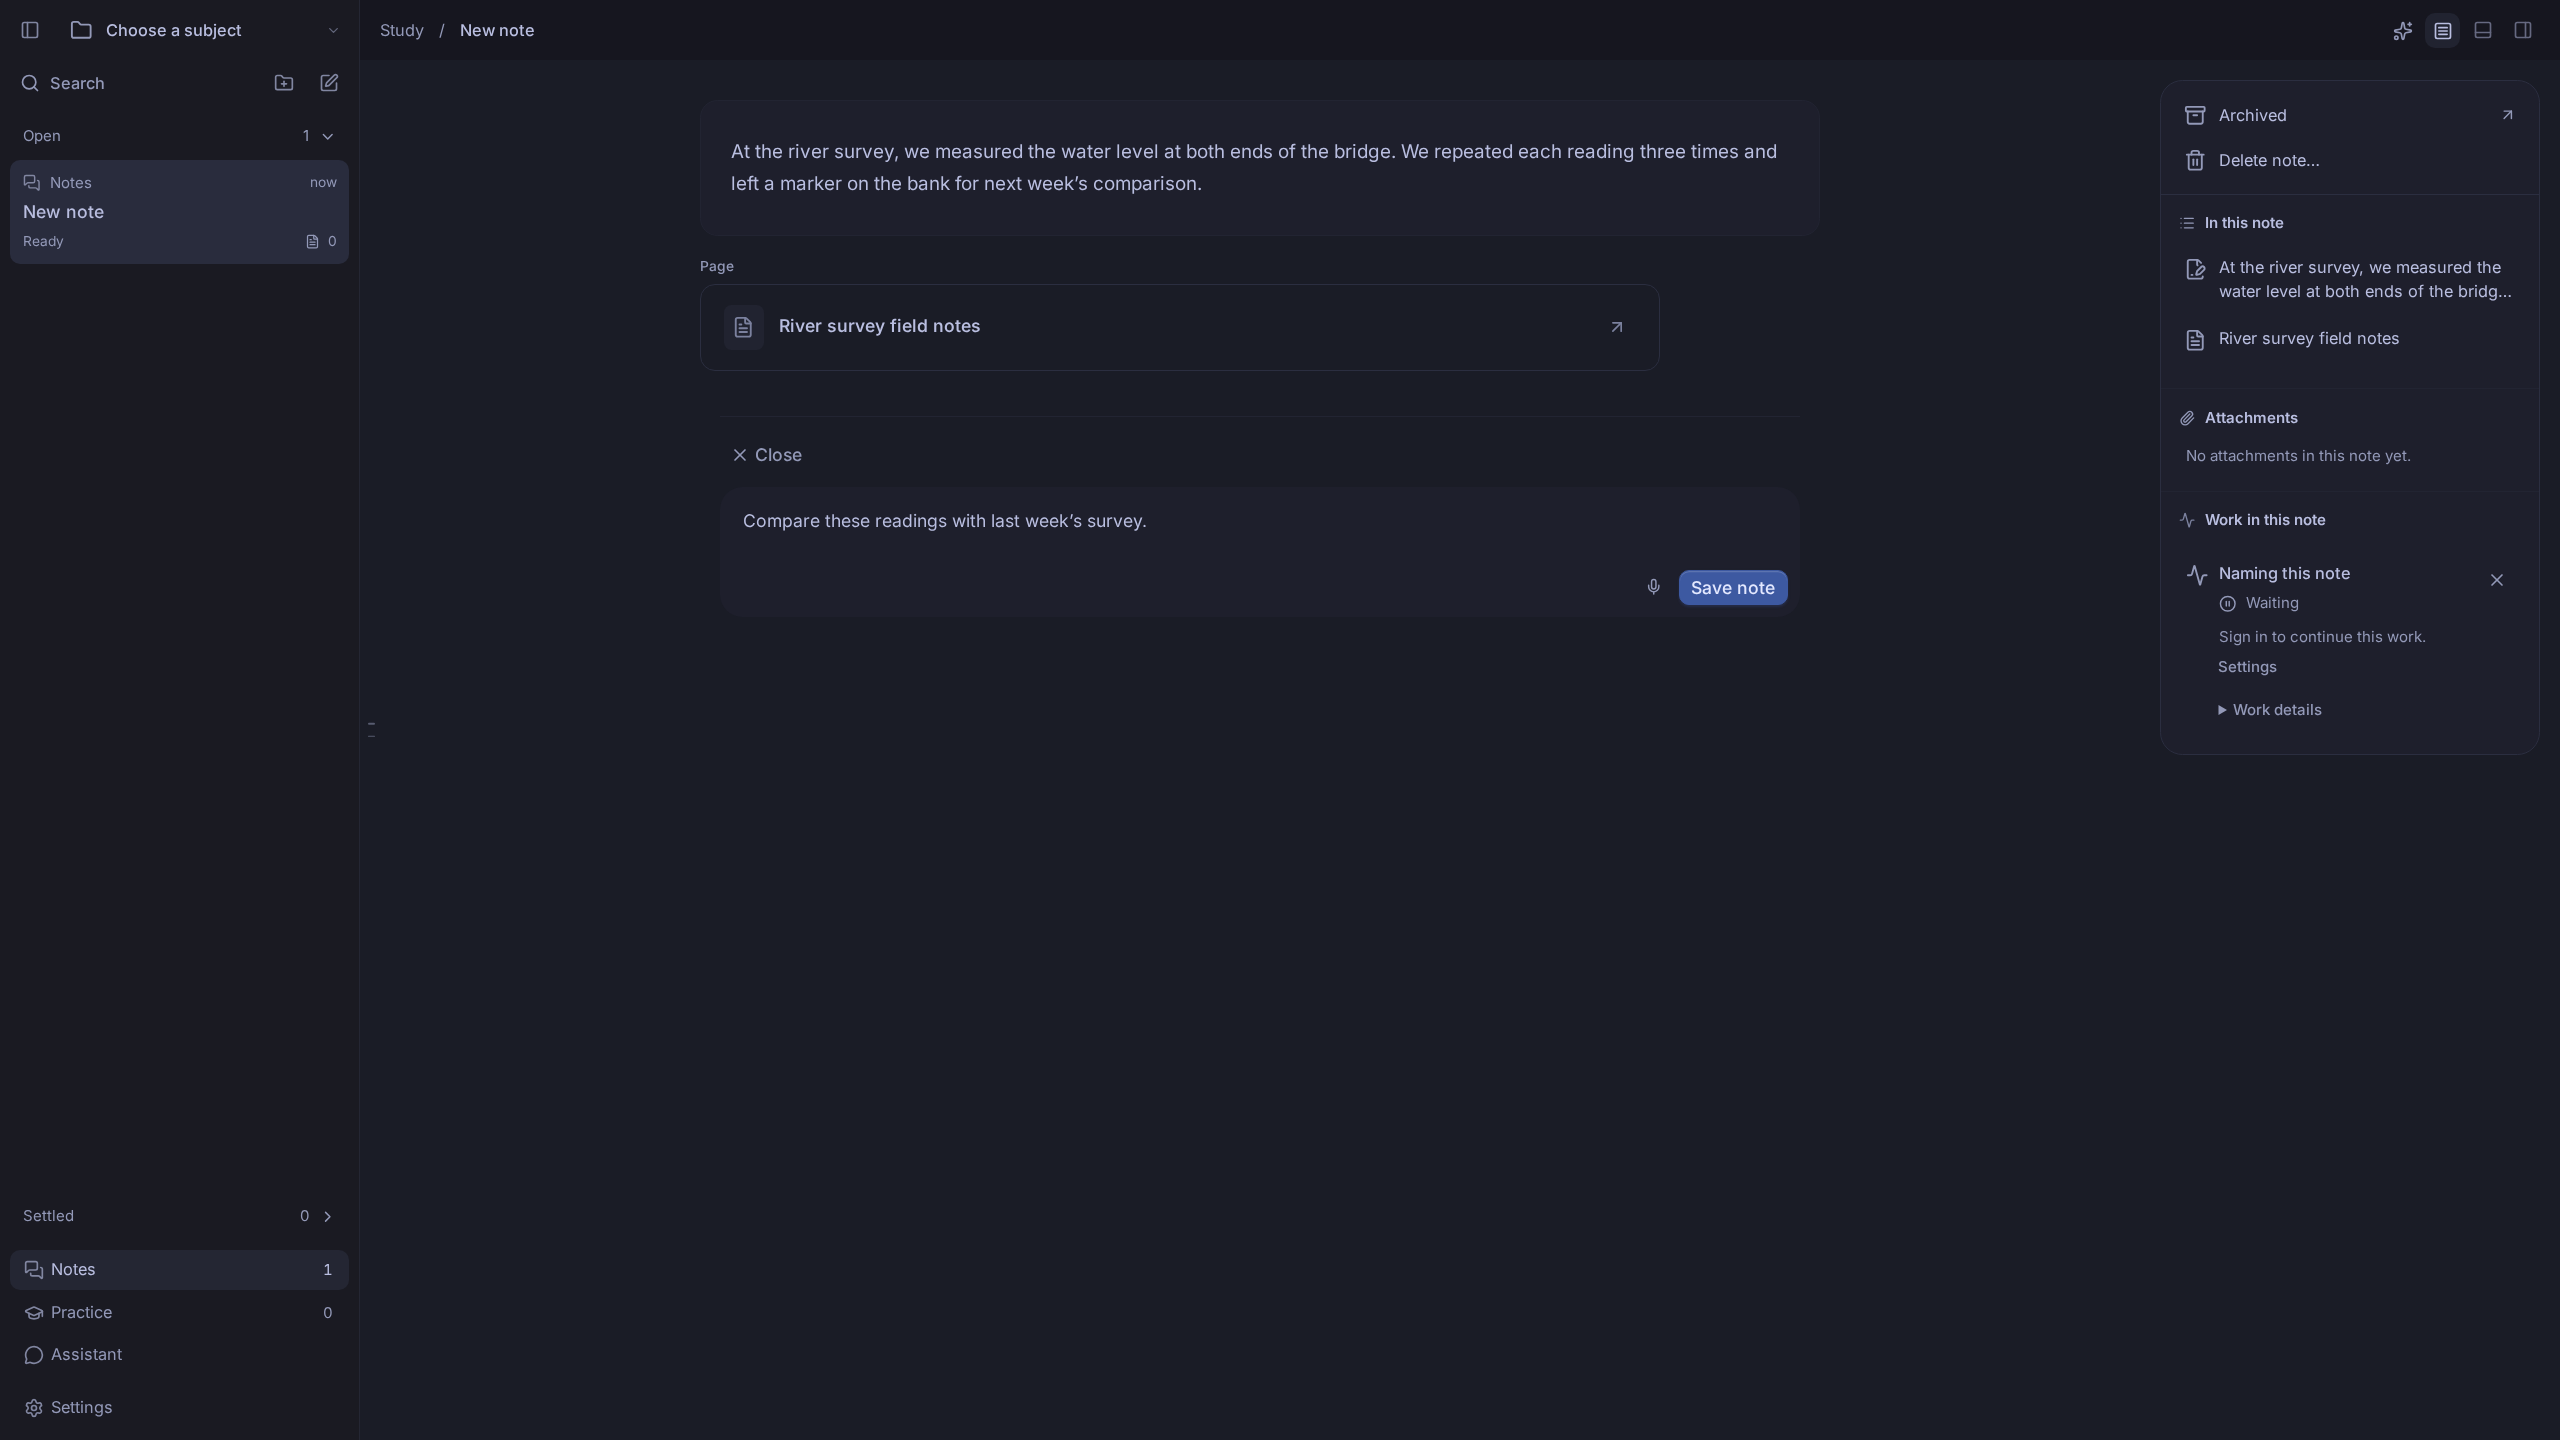 Choose a subject
Study / New note
Search
Open 1
Notes now
New note
Ready 0
At the river survey, we measured the water level at both ends of the bridge. We repeated each reading three times and
left a marker on the bank for next week’s comparison.
Page
River survey field notes
Close
Compare these readings with last week’s survey.
Save note
Archived
Delete note…
In this note
At the river survey, we measured the
water level at both ends of the bridg…
River survey field notes
Attachments
No attachments in this note yet.
Work in this note
Naming this note
Waiting
Sign in to continue this work.
Settings
Work details
Settled 0
Notes 1
Practice 0
Assistant
Settings